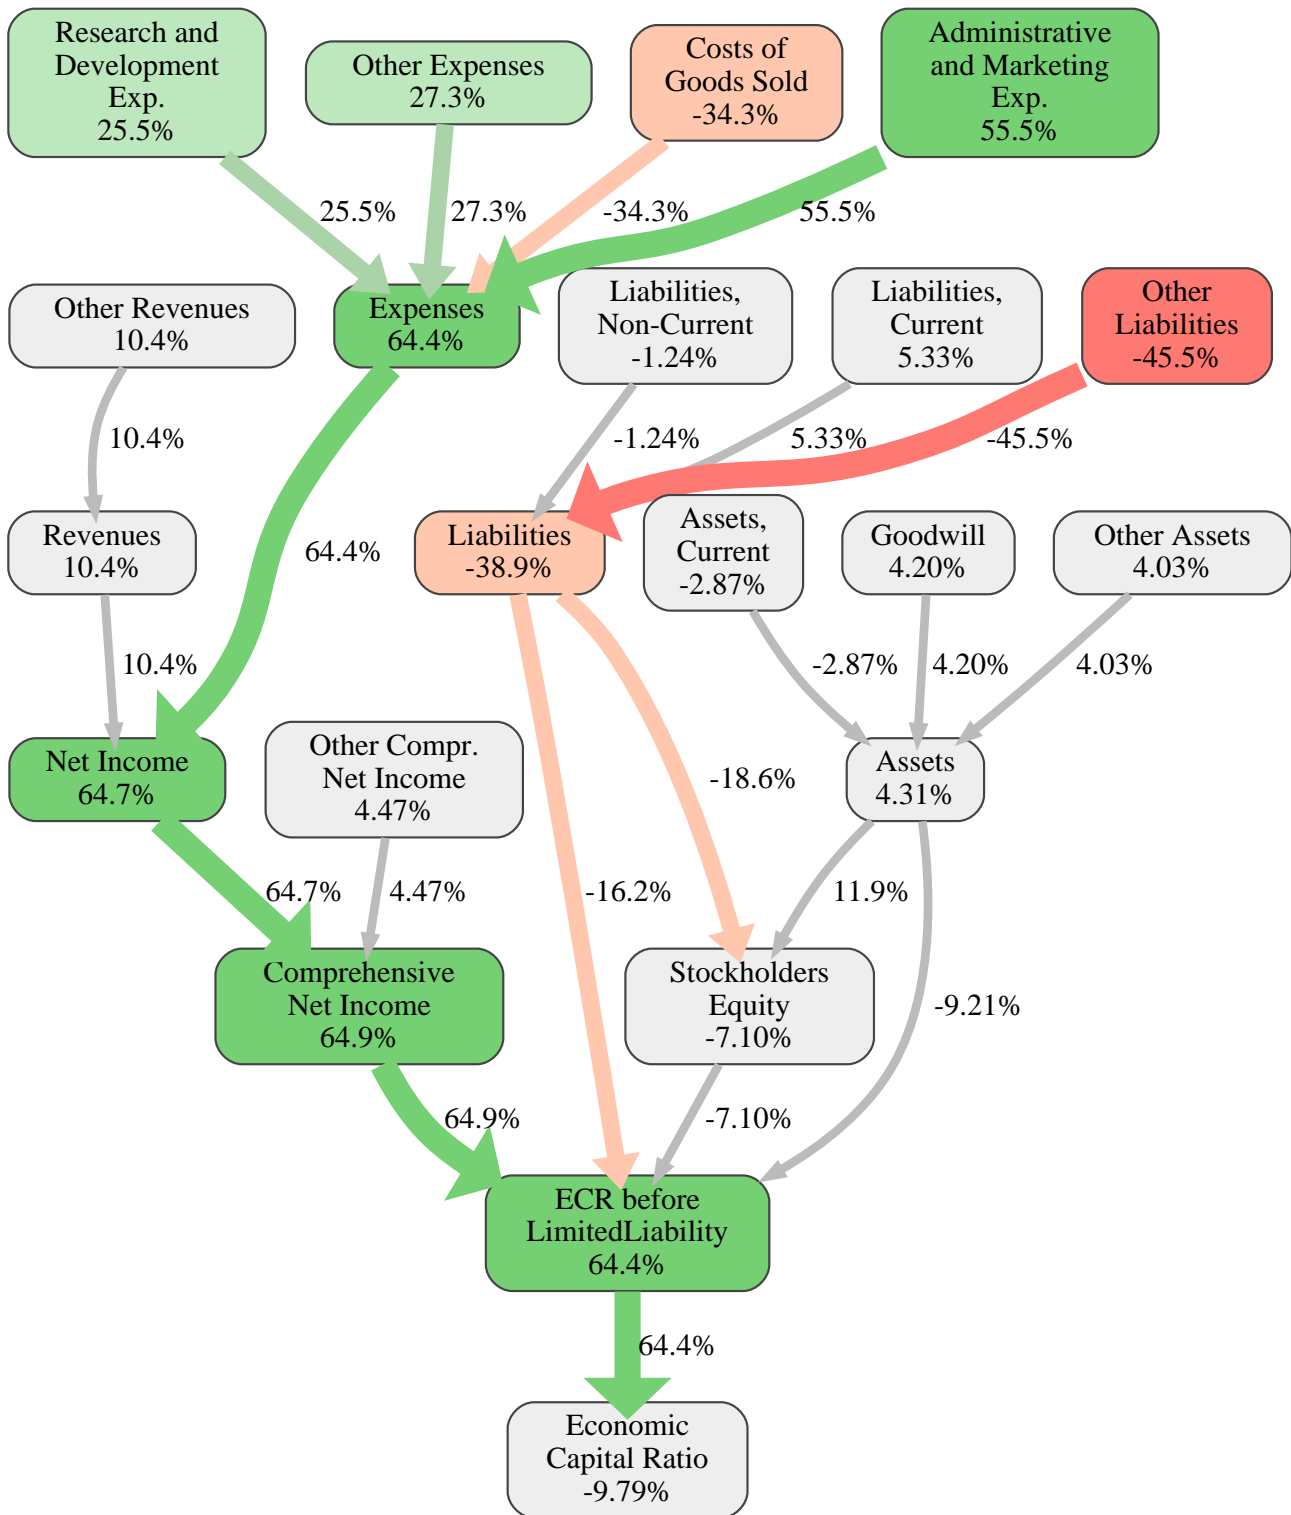 Research and
Development
Exp.
25.5%
Other Expenses
27.3%
Costs of
Goods Sold
-34.3%
Administrative
and Marketing
Exp.
55.5%
25.5%
27.3%
-34.3%
55.5%
Other Revenues
10.4%
Expenses
64.4%
Liabilities,
Non-Current
-1.24%
Liabilities,
Current
5.33%
Other
Liabilities
-45.5%
10.4%
-1.24%
5.33%
-45.5%
Revenues
10.4%
64.4%
Liabilities
-38.9%
Assets,
Current
-2.87%
Goodwill
4.20%
Other Assets
4.03%
10.4%
-2.87%
4.20%
4.03%
Net Income
64.7%
Other Compr.
Net Income
4.47%
-18.6%
Assets
4.31%
64.7%
4.47%
-16.2%
11.9%
Comprehensive
Net Income
64.9%
Stockholders
Equity
-7.10%
-9.21%
64.9%
-7.10%
ECR before
LimitedLiability
64.4%
64.4%
Economic
Capital Ratio
-9.79%